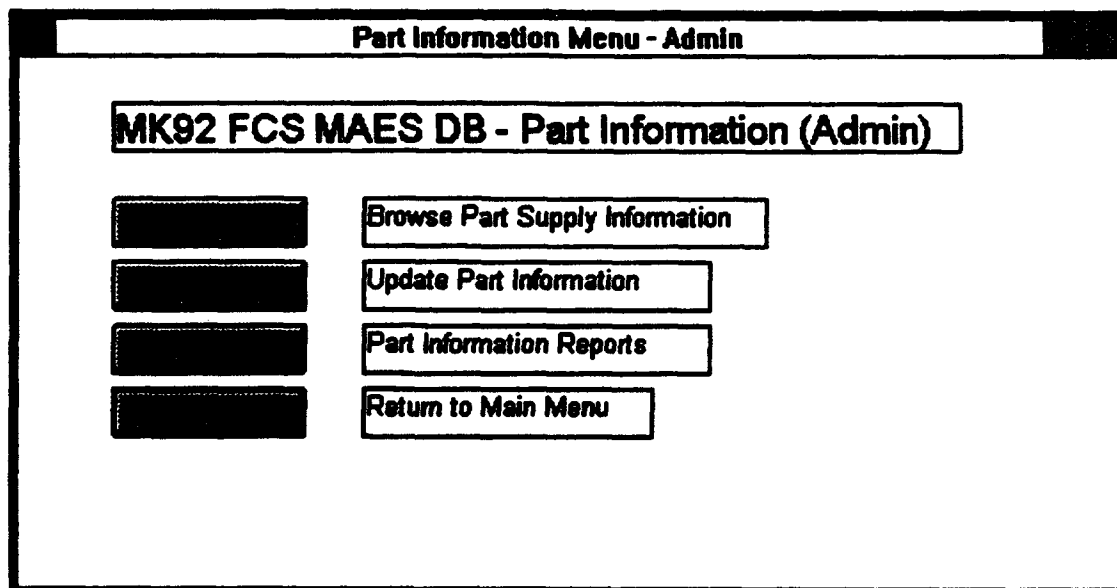 Part Information Menu - Admin
MK92 FCS MAES DB - Part Information (Admin)
Browse Part Supply Information
Update Part Information
Part Information Reports
Return to Main Menu